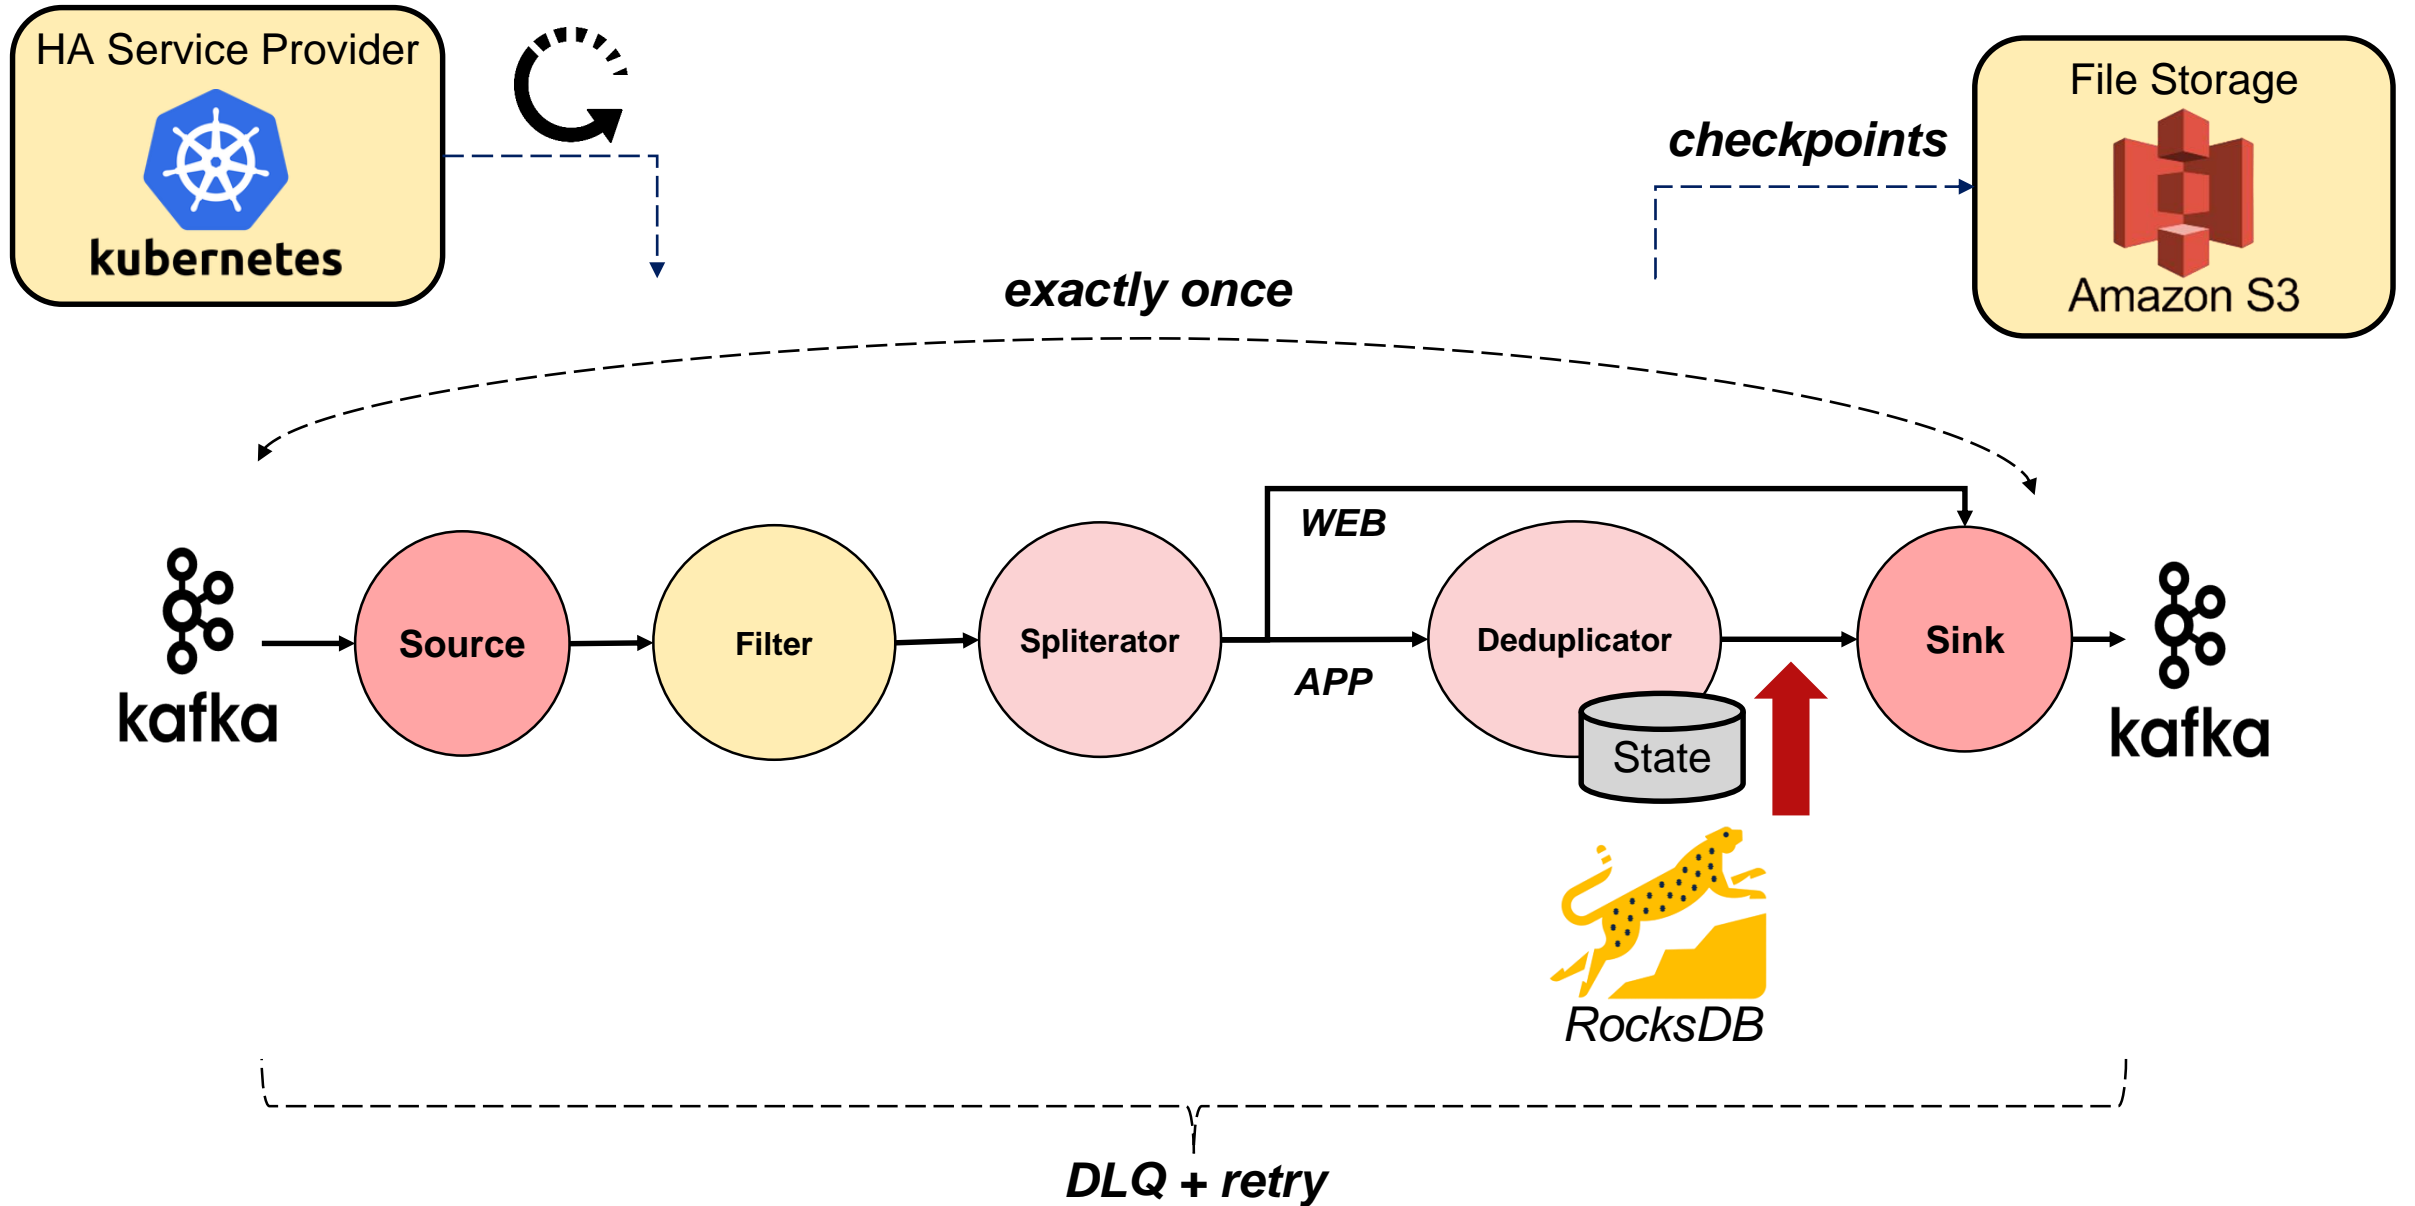 HA Service Provider
kubernetes
File Storage
Amazon S3
checkpoints
exactly once
WEB
APP
kafka
Source
Filter
Spliterator
Deduplicator
State
Sink
kafka
RocksDB
DLQ + retry